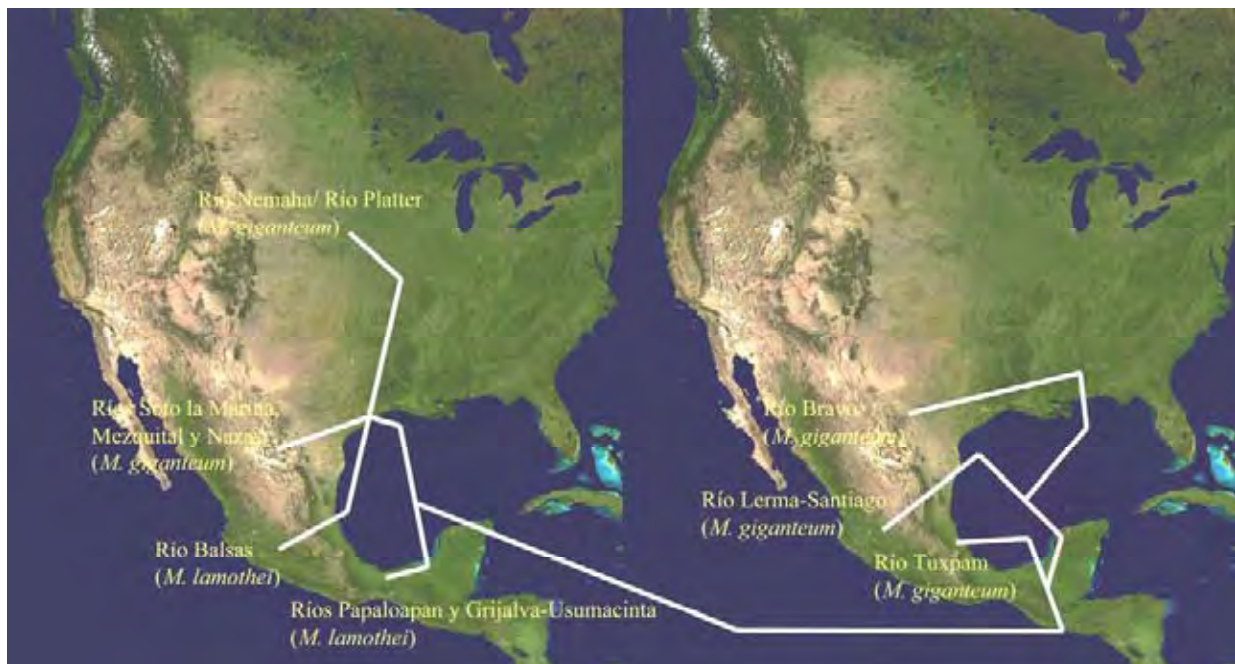 Río Nemaha/ Río Platter
(M. giganteum)
Ríos Soto la Marina,
Mezquital y Nazas
(M. giganteum)
Río Balsas
(M. lamothei)
Ríos Papaloapan y Grijalva-Usumacinta
(M. lamothei)
Río Bravo
(M. giganteum)
Río Lerma-Santiago
(M. giganteum)
Río Tuxpam
(M. giganteum)